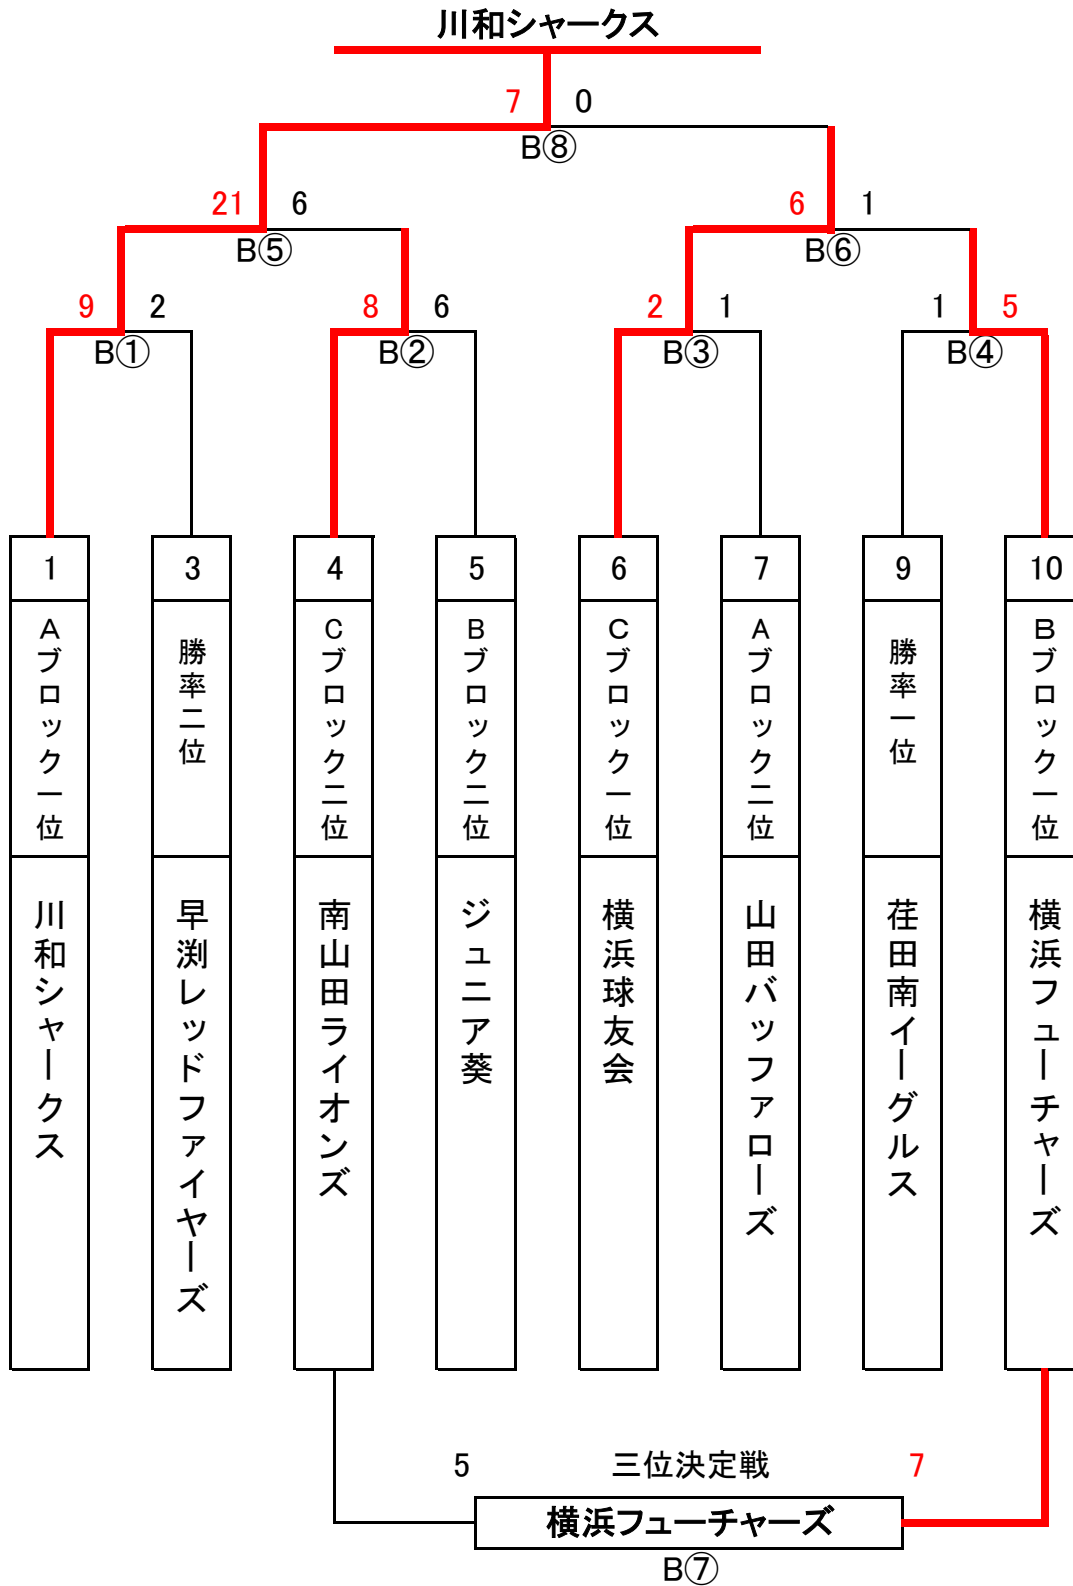 川和シャークス
7 0
B⑧
21 6 6 1
B⑤ B⑥
9 2 8 6 2 1 1 5
B① B② B③ B④
1 3 4 5 6 7 9 10
Aブロック一位
勝率二位
Cブロック二位
Bブロック二位
Cブロック一位
Aブロック二位
勝率一位
Bブロック一位
川和シャークス
早渕レッドファイヤーズ
南山田ライオンズ
ジュニア葵
横浜球友会
山田バッファローズ
荏田南イーグルス
横浜フューチャーズ
5 三位決定戦 7
横浜フューチャーズ
B⑦